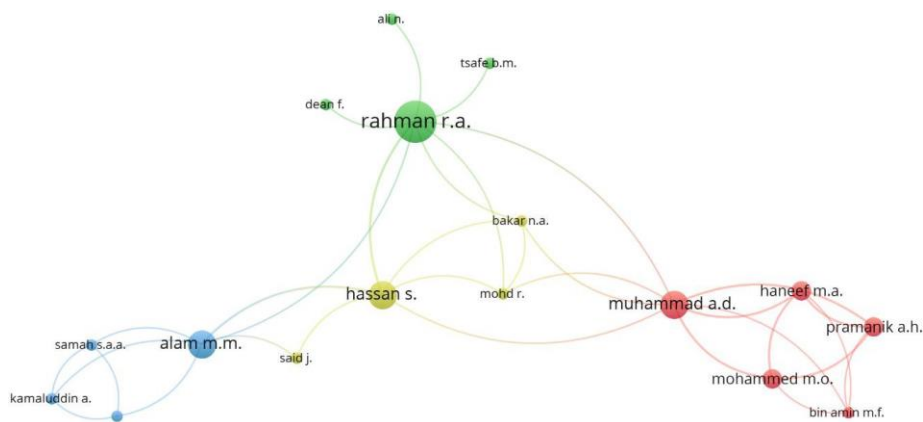 ali n.
tsafe b.m.
dean f.
rahman r.a.
bakar n.a.
hassan s.
mohd r.
muhammad a.d.
haneef m.a.
pramanik a.h.
samah s.a.a.
alam m.m.
said j.
mohammed m.o.
kamaluddin a.
bin amin m.f.